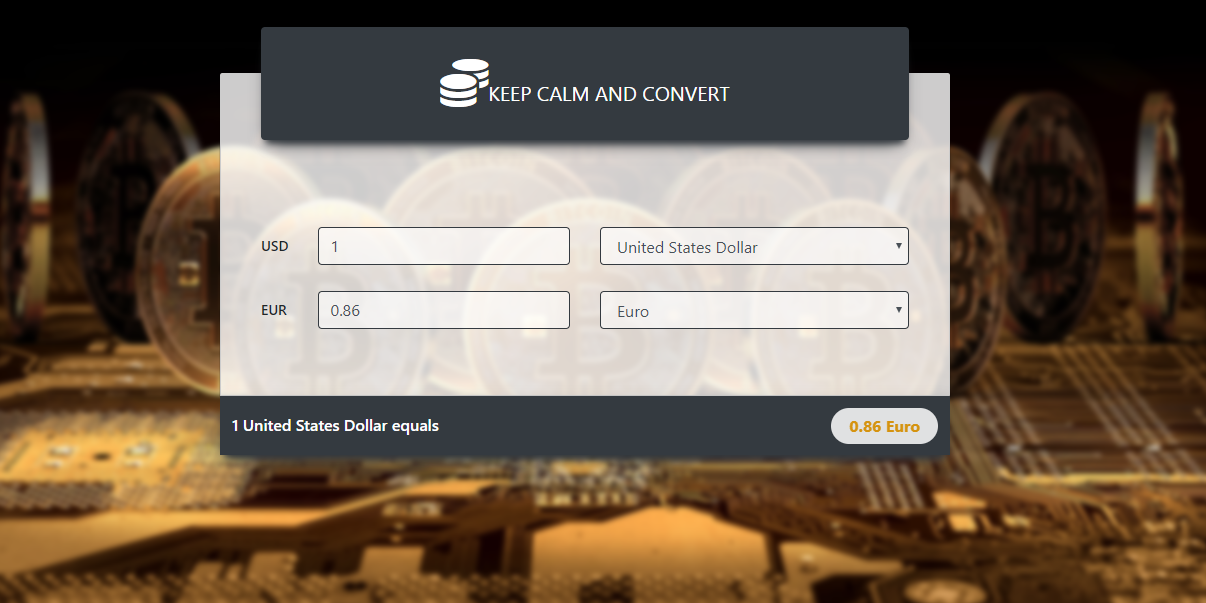 KEEP CALM AND CONVERT
USD 1 United States Dollar
EUR 0.86 Euro
1 United States Dollar equals 0.86 Euro